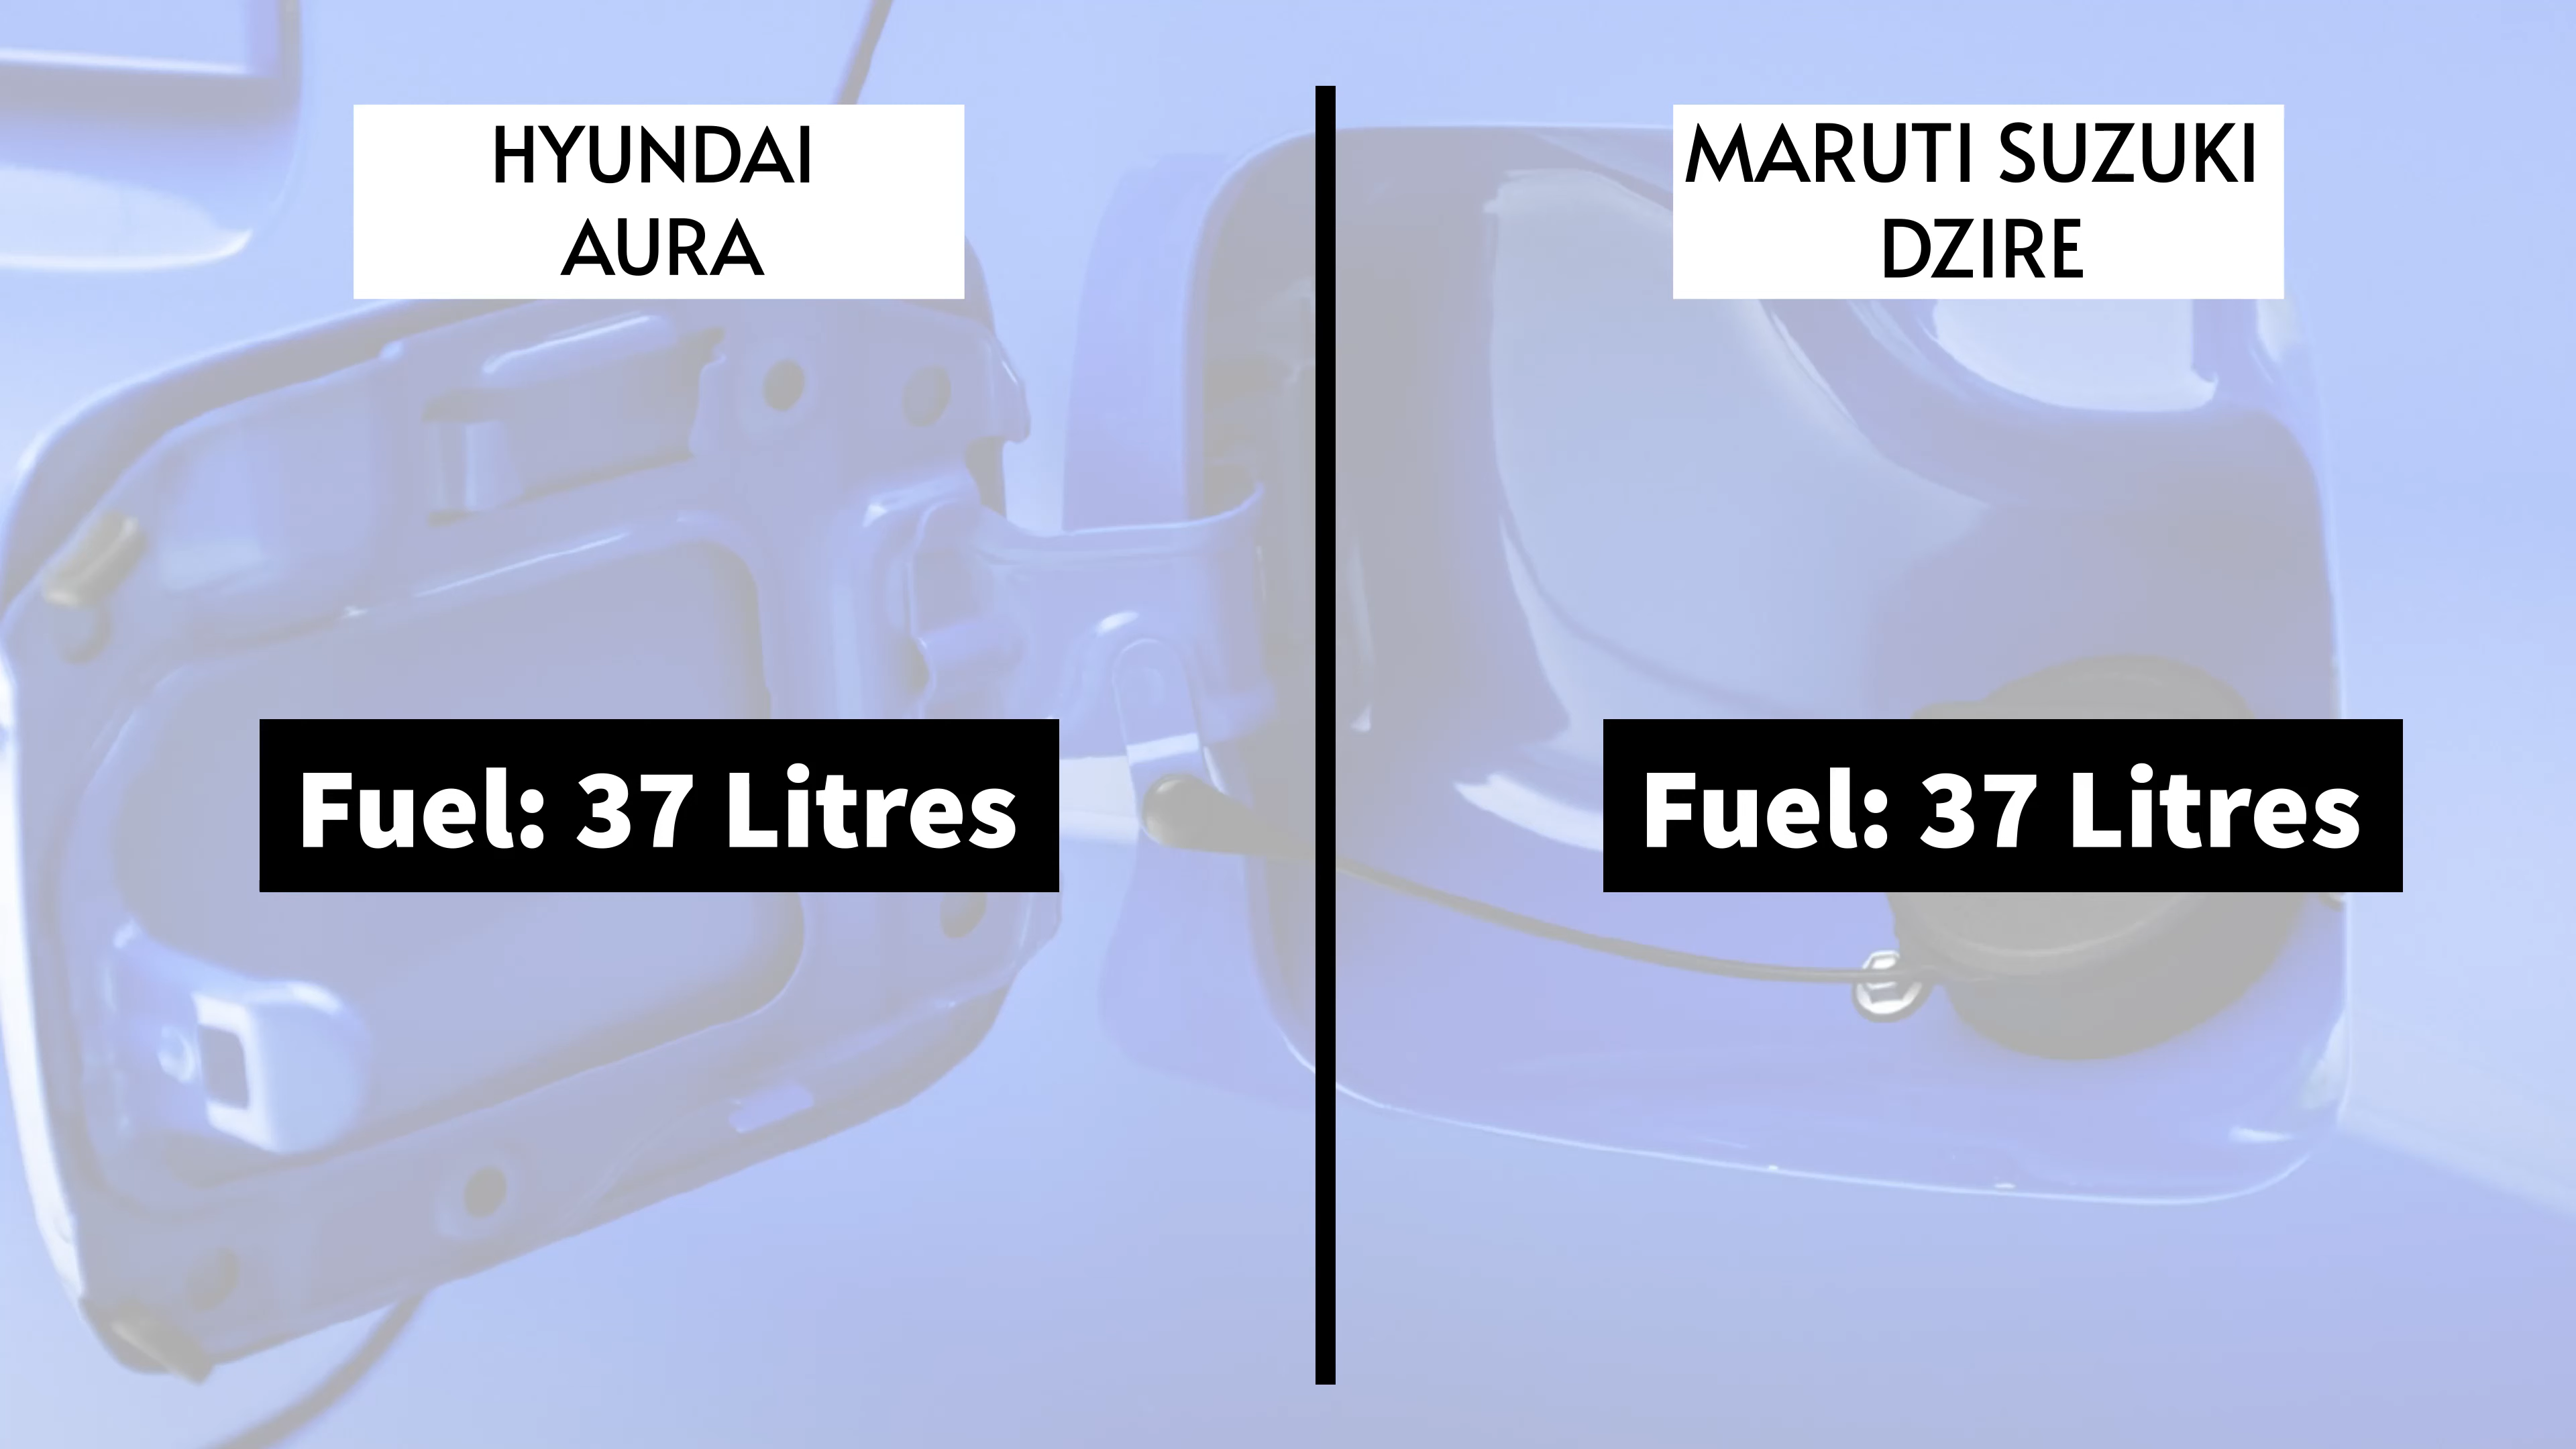 HYUNDAI
AURA
MARUTI SUZUKI
DZIRE
Fuel: 37 Litres
Fuel: 37 Litres